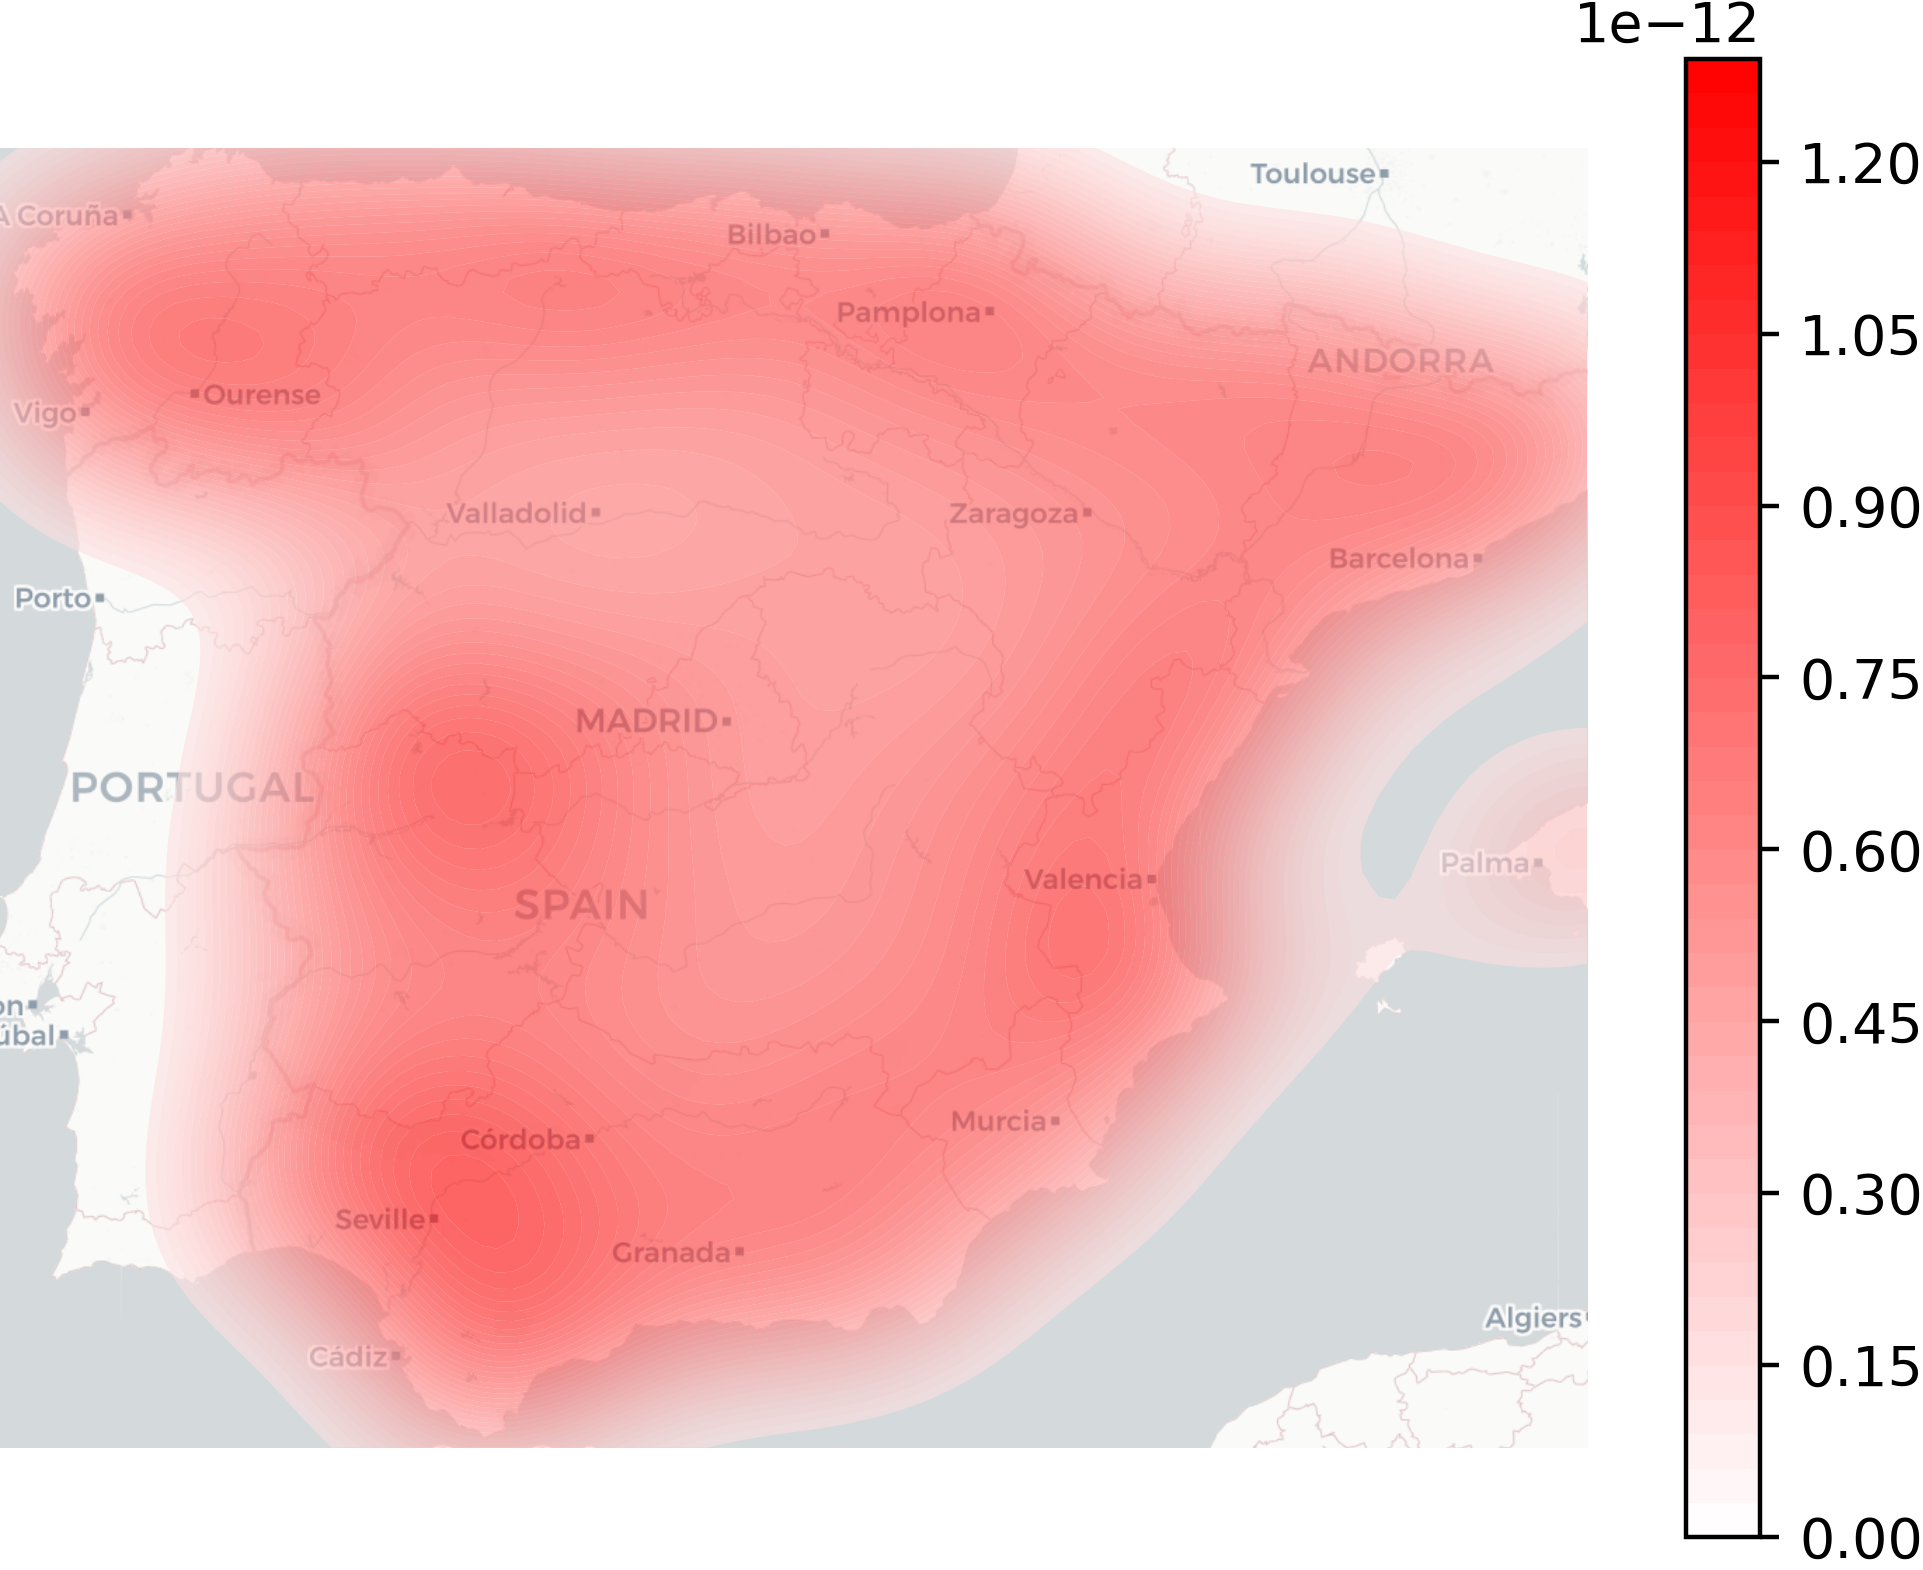 1e−12
Toulouse
A Coruña
Bilbao
Pamplona
ANDORRA
Ourense
Vigo
Valladolid
Zaragoza
Barcelona
Porto
MADRID
PORTUGAL
Palma
Valencia
SPAIN
on
úbal
Murcia
Córdoba
Seville
Granada
Algiers
Cádiz
1.20
1.05
0.90
0.75
0.60
0.45
0.30
0.15
0.00